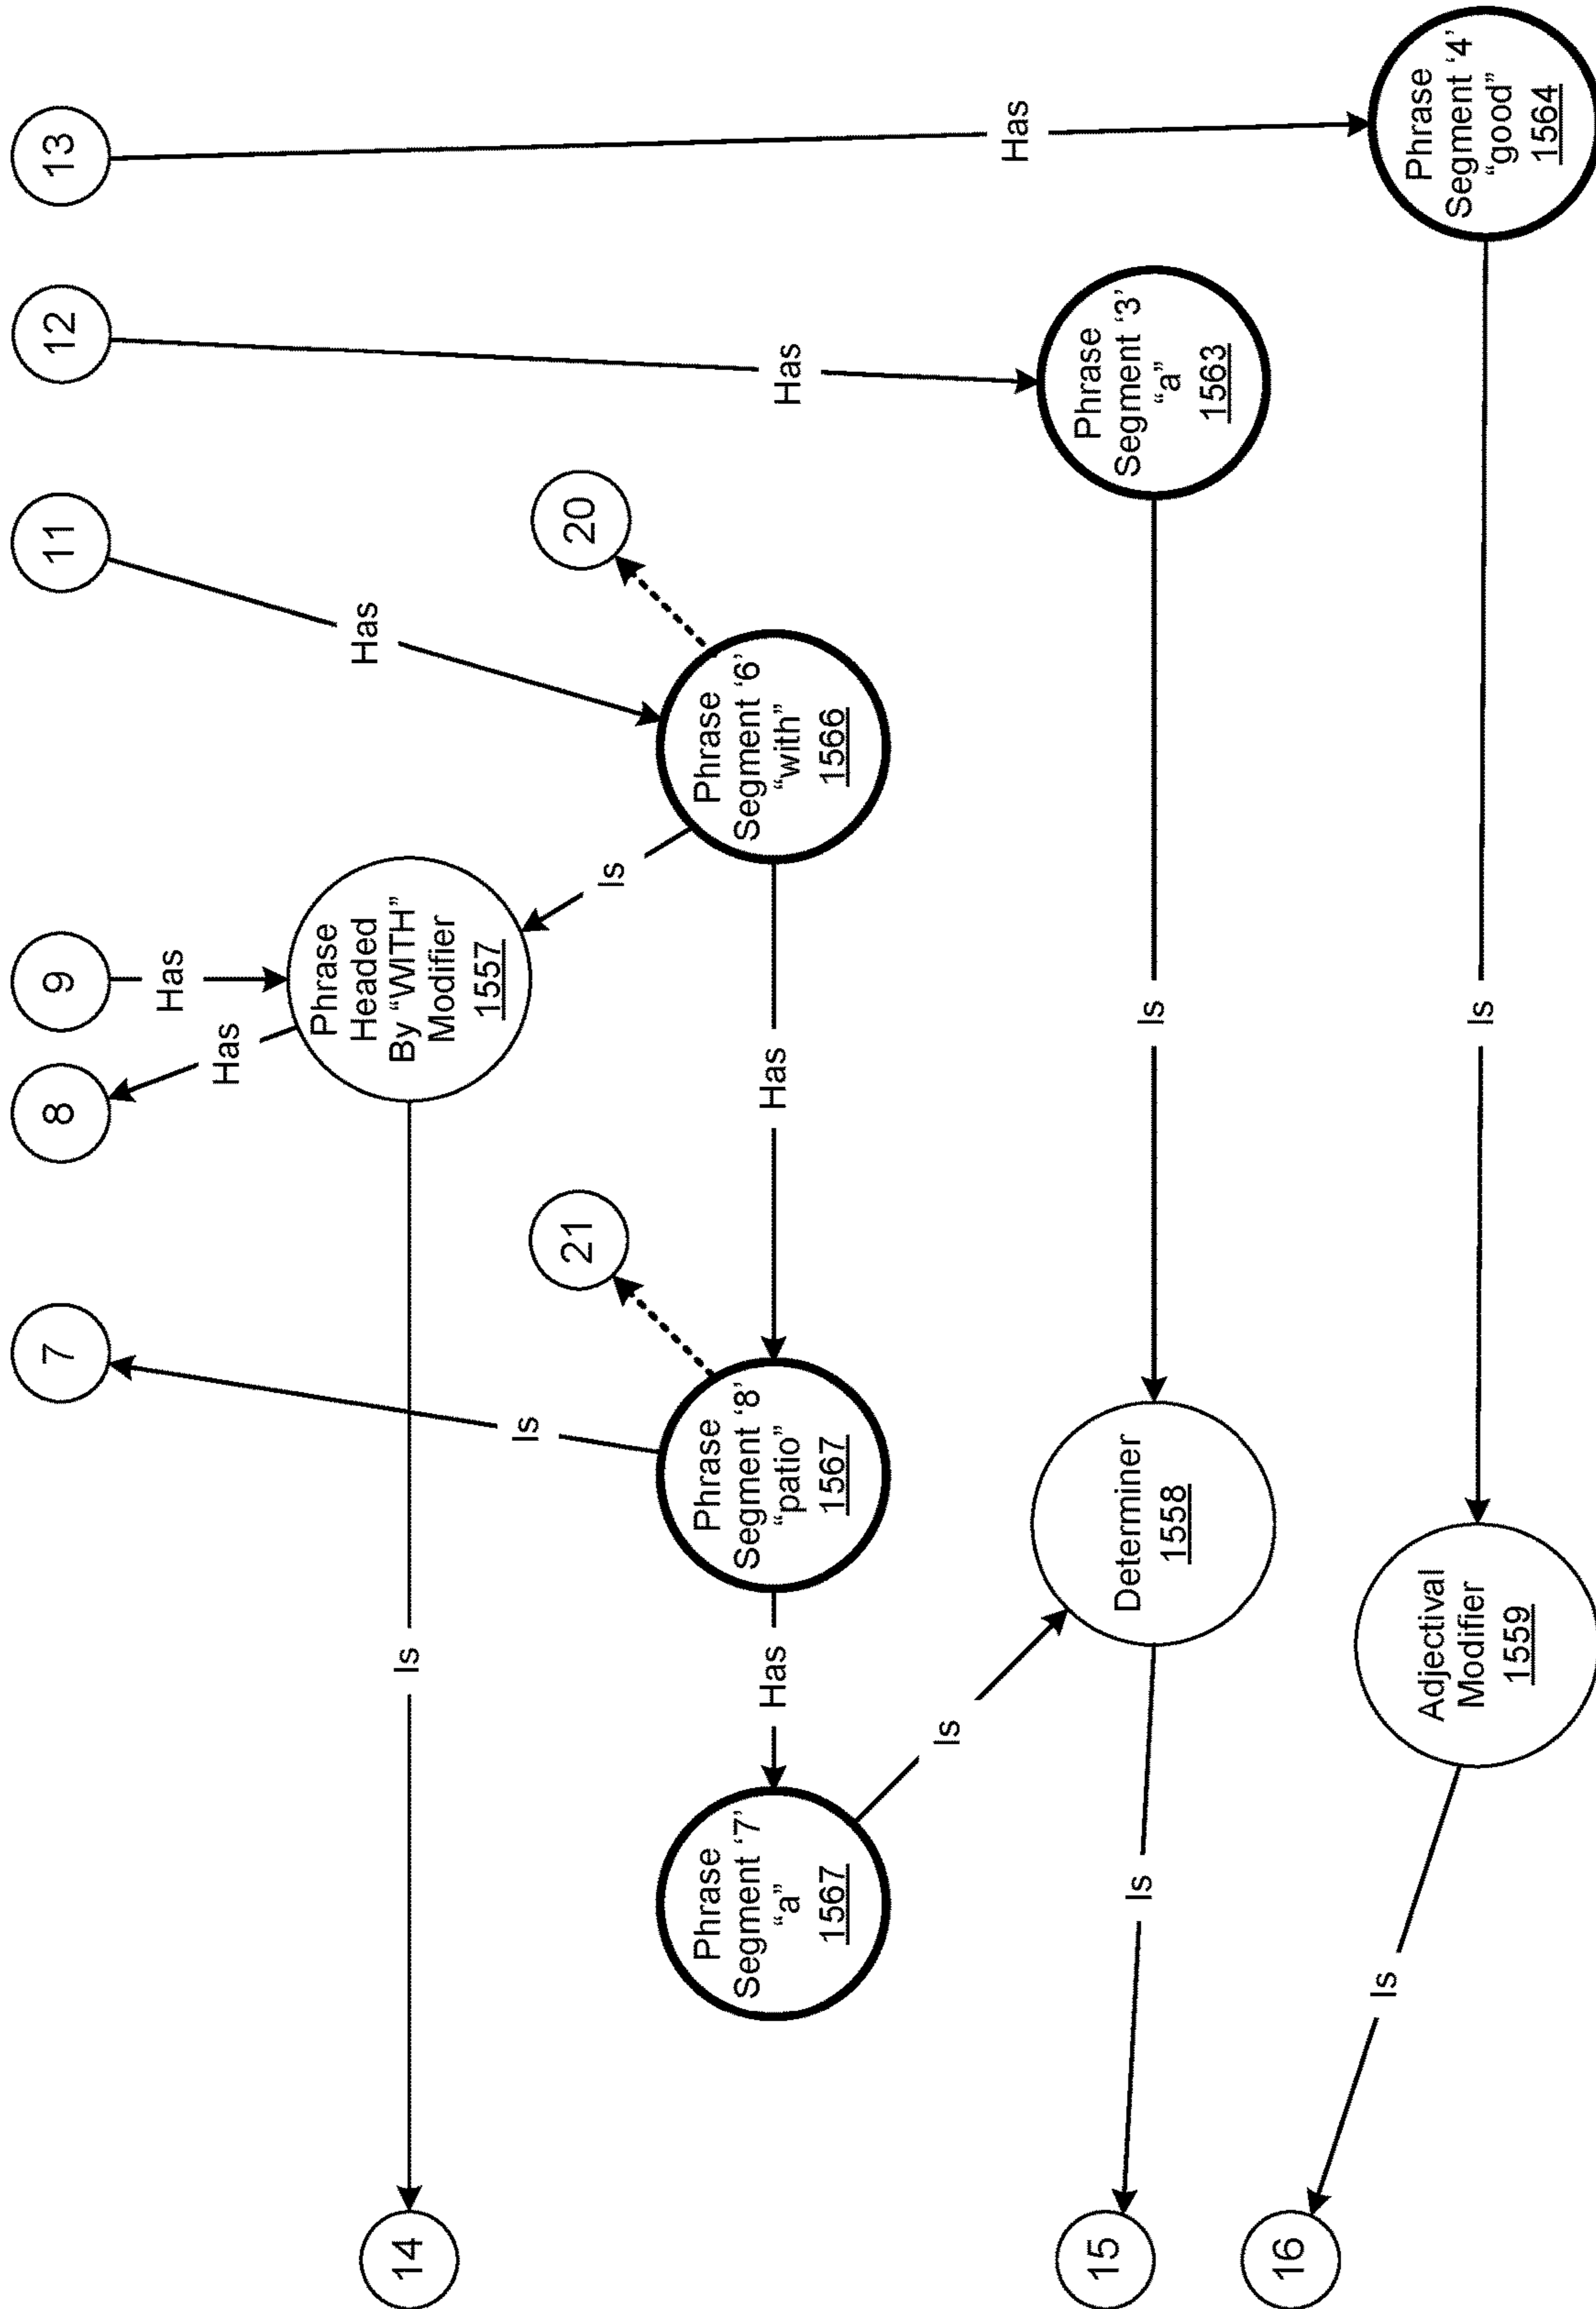 7
8
9
11
12
13
Has
Has
Phrase
Headed
By “WITH”
Modifier
1557
Has
14
Is
Is
21
20
Is
Phrase
Segment ‘7’
“a”
1567
Has
Phrase
Segment ‘8’
“patio”
1567
Has
Phrase
Segment ‘6’
“with”
1566
Has
Is
Has
15
Is
Determiner
1558
Is
Phrase
Segment ‘3’
“a”
1563
16
Is
Adjectival
Modifier
1559
Is
Phrase
Segment ‘4’
“good”
1564